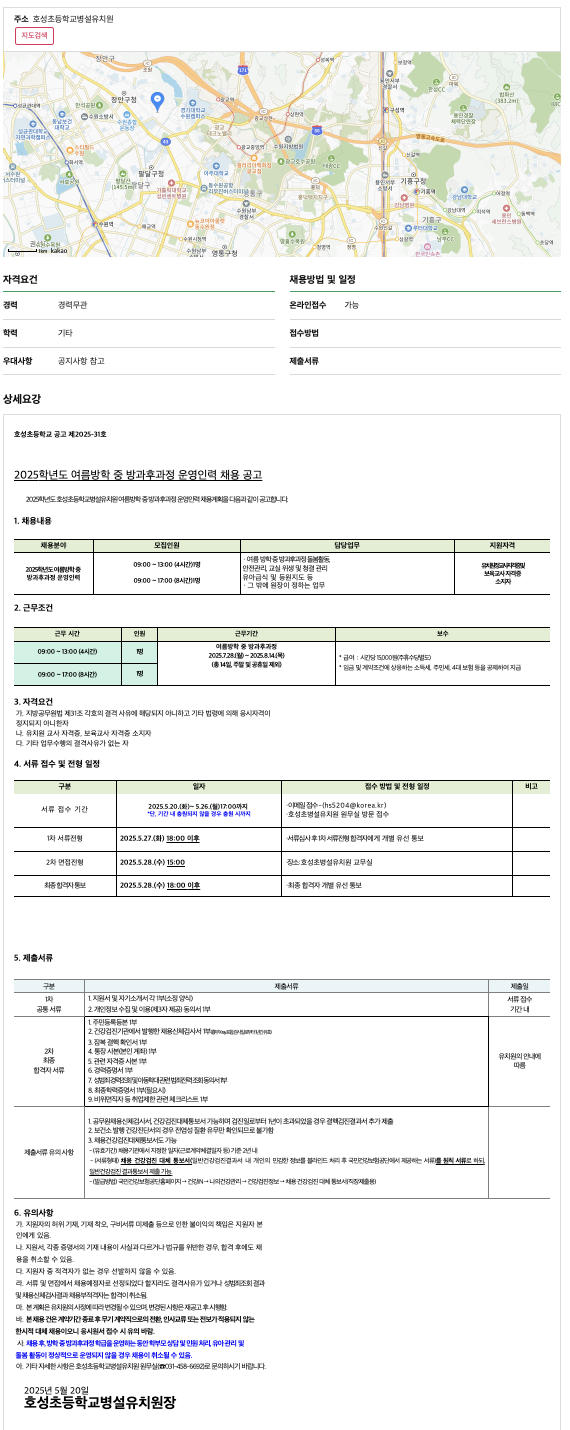 주소 호성초등학교병설유치원
지도검색
장안구
장안구청
팔달구청
팔달구
영통구
영통구청
기흥구청
기흥구
아주대학교
강남대학교
kakao
자격요건
경력 경력무관
학력 기타
우대사항 공지사항 참고
채용방법 및 일정
온라인접수 가능
접수방법
제출서류
상세요강
호성초등학교 공고 제2025-31호
2025학년도 여름방학 중 방과후과정 운영인력 채용 공고
2025학년도 호성초등학교병설유치원 여름방학 중 방과후과정 운영인력 채용계획을 다음과 같이 공고합니다.
1. 채용내용
채용분야 모집인원 담당업무 지원자격
2025학년도 여름방학 중
방과후과정 운영인력
09:00 ~ 13:00 (4시간)/1명
09:00 ~ 17:00 (8시간)/1명
· 여름 방학 중 방과후과정 돌봄활동,
안전관리, 교실 위생 및 청결 관리
유아급식 및 등원지도 등
· 그 밖에 원장이 정하는 업무
보육교사 자격증
소지자
2. 근무조건
근무 시간 인원 근무기간 보수
09:00 ~ 13:00 (4시간) 1명
09:00 ~ 17:00 (8시간) 1명
여름방학 중 방과후과정
2025.7.28.(월) ~ 2025.8.14.(목)
(총 14일, 주말 및 공휴일 제외)
* 급여 : 시간당 15,000원(주휴수당별도)
* 임금 및 계약조건에 상응하는 소득세, 주민세, 4대 보험 등을 공제하여 지급
3. 자격요건
가. 지방공무원법 제31조 각호의 결격 사유에 해당되지 아니하고 기타 법령에 의해 응시자격이
정지되지 아니한자
나. 유치원 교사 자격증, 보육교사 자격증 소지자
다. 기타 업무수행의 결격사유가 없는 자
4. 서류 접수 및 전형 일정
구분 일자 접수 방법 및 전형 일정 비고
서류 접수 기간
2025.5.20.(화)~ 5.26.(월)17:00까지
*단, 기간 내 충원되지 않을 경우 충원 시까지
·이메일 접수-(hs5204@korea.kr)
·호성초병설유치원 원무실 방문 접수
1차 서류전형 2025.5.27.(화) 18:00 이후 ·서류심사 후 1차 서류전형 합격자에게 개별 유선 통보
2차 면접전형 2025.5.28.(수) 15:00 ·장소:호성초병설유치원 교무실
최종합격자통보 2025.5.28.(수) 18:00 이후 ·최종 합격자 개별 유선 통보
5. 제출서류
구분 제출서류 제출일
1차
공통 서류
1. 지원서 및 자기소개서 각 1부(소정 양식)
2. 개인정보 수집 및 이용(제3자 제공) 동의서 1부
서류 접수
기간 내
2차
최종
합격자 서류
1. 주민등록등본 1부
2. 건강검진기관에서 발행한 채용신체검사서 1부
3. 잠복 결핵 확인서 1부
4. 통장 사본(본인 계좌) 1부
5. 관련 자격증 사본 1부
6. 경력증명서 1부
7. 성범죄경력조회 및 아동학대관련 범죄전력조회 동의서 1부
8. 최종학력증명서 1부(필요시)
9. 비위면직자 등 취업제한 관련 체크리스트 1부
유치원의 안내에
따름
제출서류 유의 사항
1. 공무원채용신체검사서, 건강검진대체통보서 가능하며 검진일로부터 1년이 초과되었을 경우 결핵검진결과서 추가 제출
2. 보건소 발행 건강진단서의 경우 전염성 질환 유무만 확인되므로 불가함
3. 채용건강검진대체통보서도 가능
- (유효기간) 채용기관에서 지정한 일자(근로계약체결일자 등) 기준 2년내
- (서류형태) 채용 건강검진 대체 통보서(일반건강검진결과서 내 개인의 민감한 정보를 블라인드 처리 후 국민건강보험공단에서 제공하는 서류)를 원칙 서류로 하되,
일반건강검진 결과통보서 제출 가능
- (발급방법) 국민건강보험공단홈페이지 → 건강iN → 나의건강관리 → 건강검진정보 → 채용 건강검진 대체 통보서(직장제출용)
6. 유의사항
가. 지원자의 허위 기재, 기재 착오, 구비서류 미제출 등으로 인한 불이익의 책임은 지원자 본
인에게 있음.
나. 지원서, 각종 증명서의 기재 내용이 사실과 다르거나 법규를 위반한 경우, 합격 후에도 채
용을 취소할 수 있음.
다. 지원자 중 적격자가 없는 경우 선발하지 않을 수 있음.
라. 서류 및 면접에서 채용예정자로 선정되었다 할지라도 결격사유가 있거나 성범죄조회 결과
및 채용신체검사결과 채용부적격자는 합격이 취소됨.
마. 본 계획은 유치원의 사정에 따라 변경될 수 있으며, 변경된 사항은 재공고 후 시행함.
바. 본 채용 건은 계약기간 종료 후 무기 계약직으로의 전환, 인사교류 또는 전보가 적용되지 않는
한시적 대체 채용이오니 응시원서 접수 시 유의 바람.
사. 채용 후, 방학 중 방과후과정 학급을 운영하는 동안 학부모 상담 및 민원 처리, 유아 관리 및
돌봄 활동이 정상적으로 운영되지 않을 경우 채용이 취소될 수 있음.
아. 기타 자세한 사항은 호성초등학교병설유치원 원무실(☎031-458-6692)로 문의하시기 바랍니다.
2025년 5월 20일
호성초등학교병설유치원장